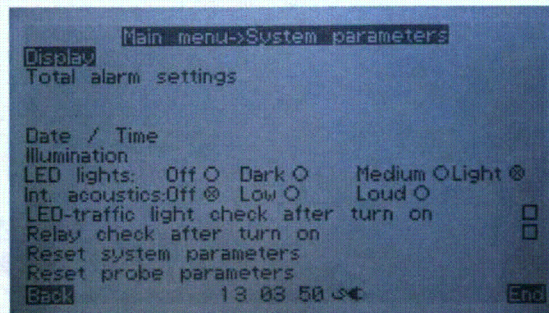 Main menu->System parameters
Display
Total alarm settings
Date / Time
Illumination
LED lights: Off ○ Dark ○ Medium ○Light ⊗
Int. acoustics:Off ⊗ Low ○ Loud ○
LED-traffic light check after turn on □
Relay check after turn on □
Reset system parameters
Reset probe parameters
Back 13 03 50 End